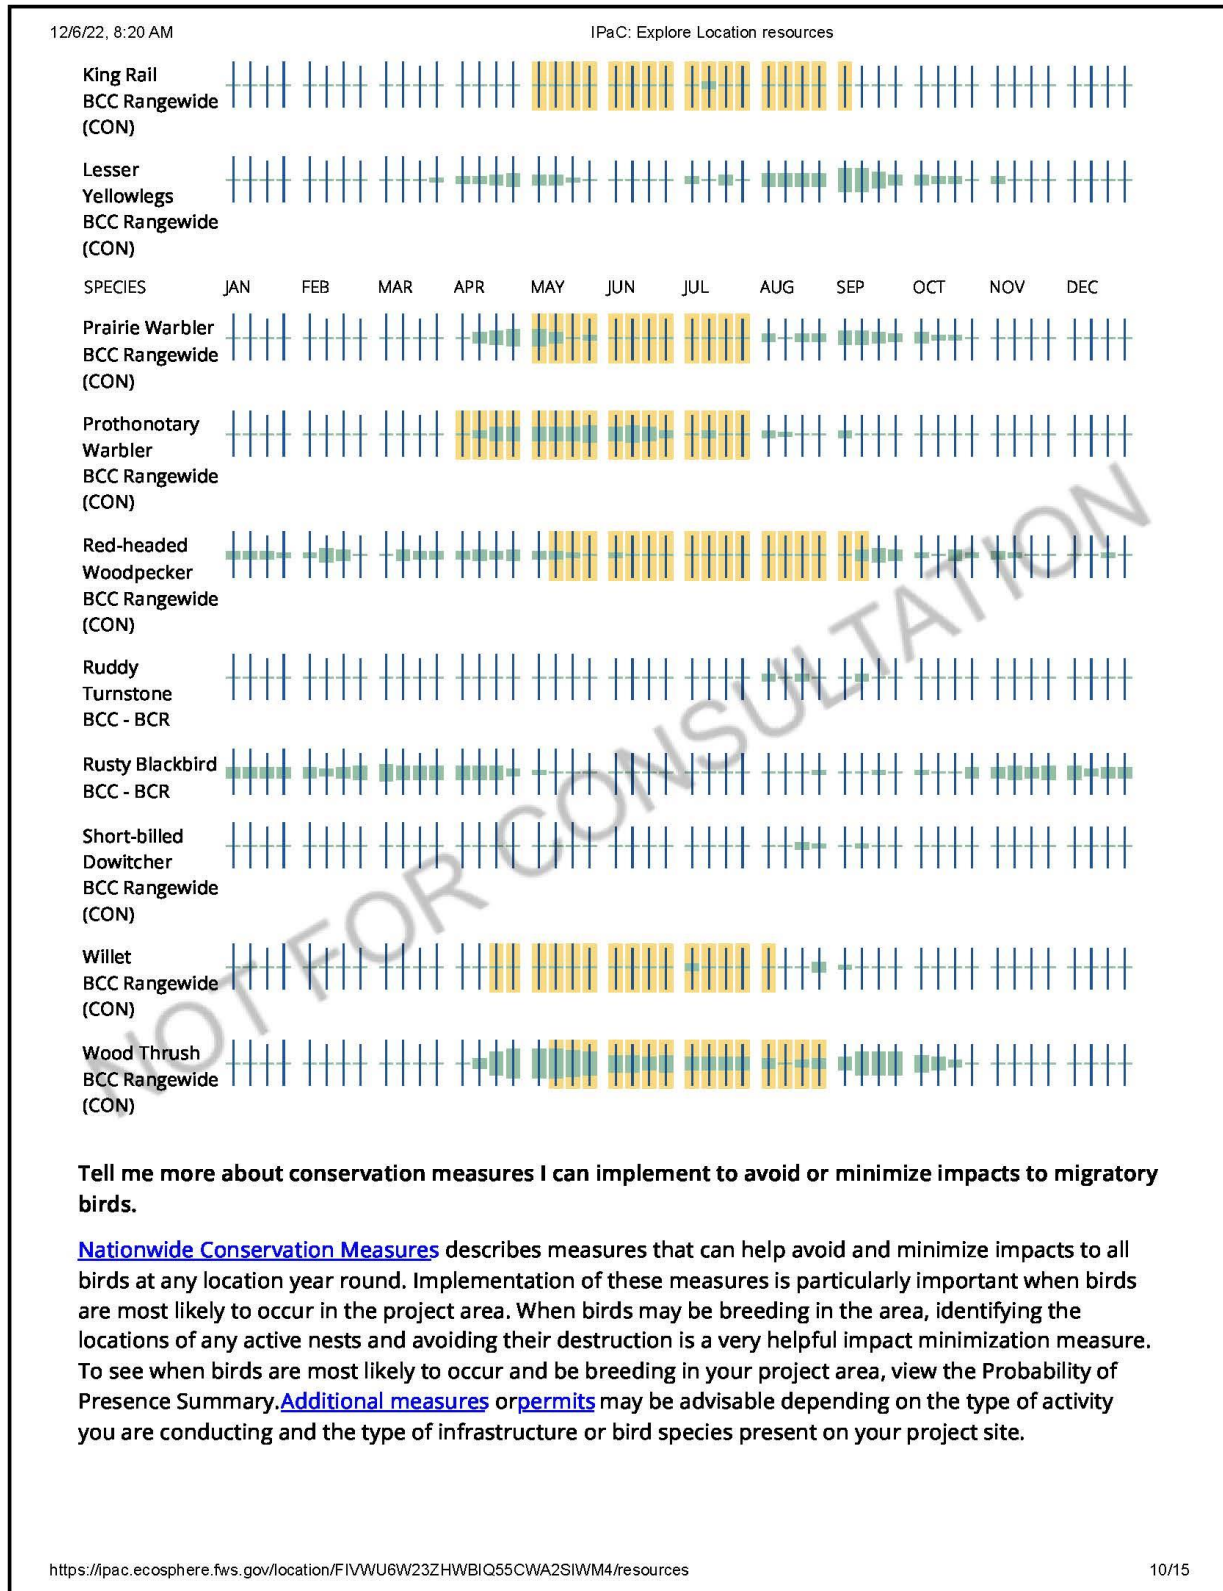 12/6/22, 8:20 AM
IPaC: Explore Location resources
King Rail
BCC Rangewide
(CON)
Lesser
Yellowlegs
BCC Rangewide
(CON)
SPECIES JAN FEB MAR APR MAY JUN JUL AUG SEP OCT NOV DEC
Prairie Warbler
BCC Rangewide
(CON)
Prothonotary
Warbler
BCC Rangewide
(CON)
Red-headed
Woodpecker
BCC Rangewide
(CON)
Ruddy
Turnstone
BCC - BCR
Rusty Blackbird
BCC - BCR
Short-billed
Dowitcher
BCC Rangewide
(CON)
Willet
BCC Rangewide
(CON)
Wood Thrush
BCC Rangewide
(CON)
NOT FOR CONSULTATION
Tell me more about conservation measures I can implement to avoid or minimize impacts to migratory
birds.
Nationwide Conservation Measures describes measures that can help avoid and minimize impacts to all
birds at any location year round. Implementation of these measures is particularly important when birds
are most likely to occur in the project area. When birds may be breeding in the area, identifying the
locations of any active nests and avoiding their destruction is a very helpful impact minimization measure.
To see when birds are most likely to occur and be breeding in your project area, view the Probability of
Presence Summary.Additional measures orpermits may be advisable depending on the type of activity
you are conducting and the type of infrastructure or bird species present on your project site.
https://ipac.ecosphere.fws.gov/location/FIVWU6W23ZHWBIQ55CWA2SIWM4/resources
10/15